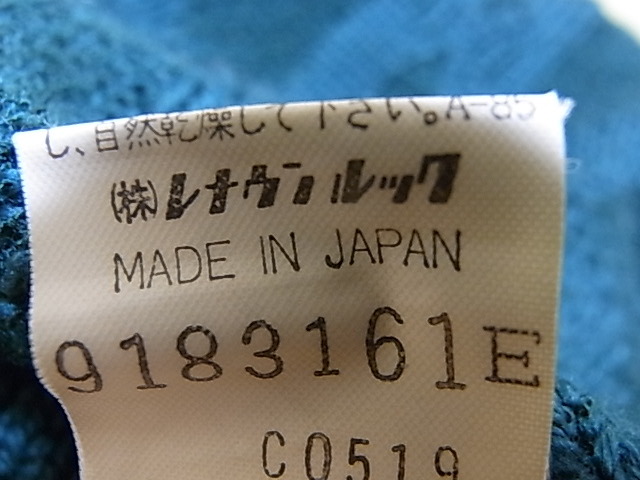 し、自然乾燥して下さい。A-85
㈱レナウンルック
MADE IN JAPAN
9183161E
C0519